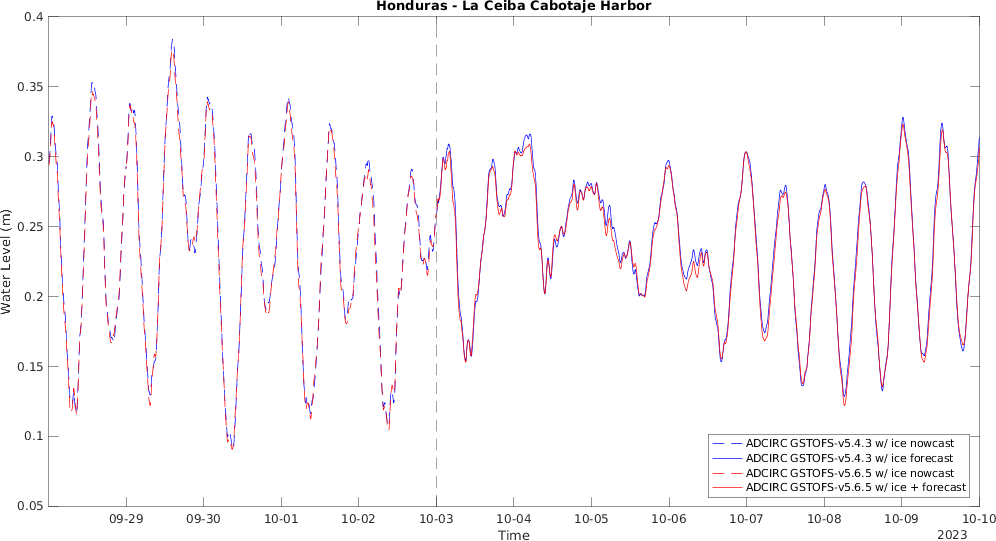 Honduras - La Ceiba Cabotaje Harbor
0.4
0.35
0.3
0.25
0.2
0.15
0.1
0.05
Water Level (m)
ADCIRC GSTOFS-v5.4.3 w/ ice nowcast
ADCIRC GSTOFS-v5.4.3 w/ ice forecast
ADCIRC GSTOFS-v5.6.5 w/ ice nowcast
ADCIRC GSTOFS-v5.6.5 w/ ice + forecast
09-29 09-30 10-01 10-02 10-03 10-04 10-05 10-06 10-07 10-08 10-09 10-10
Time
2023